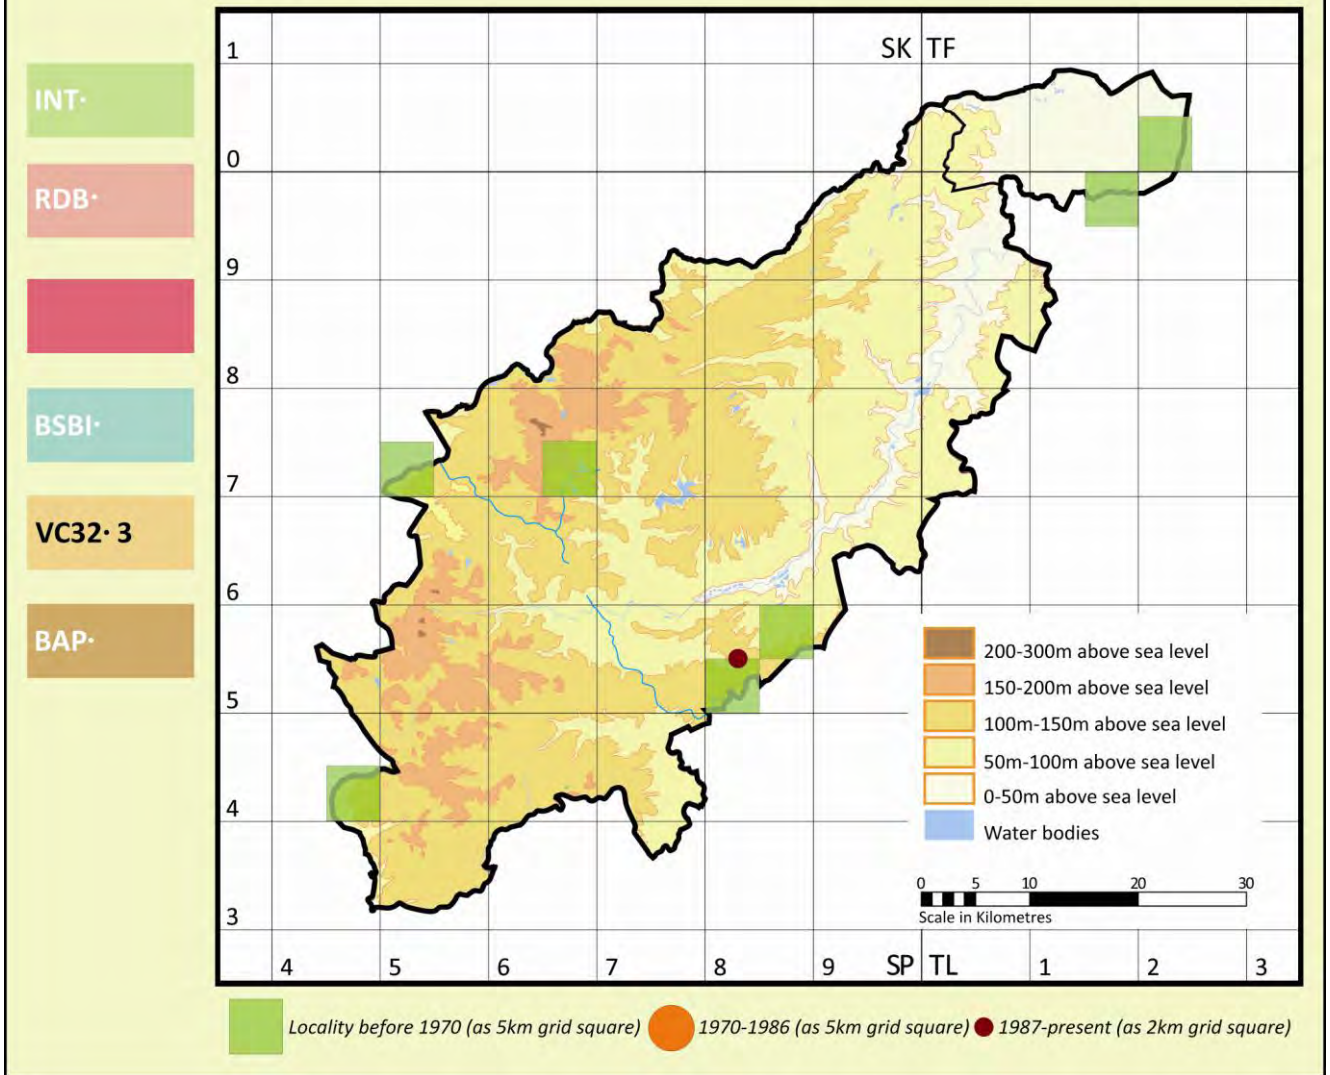 INT·
RDB·
BSBI·
VC32· 3
BAP·
SK TF
1
0
9
8
7
6
5
4
3
4 5 6 7 8 9 SP TL 1 2 3
200-300m above sea level
150-200m above sea level
100m-150m above sea level
50m-100m above sea level
0-50m above sea level
Water bodies
0 5 10 20 30
Scale in Kilometres
Locality before 1970 (as 5km grid square) 1970-1986 (as 5km grid square) 1987-present (as 2km grid square)